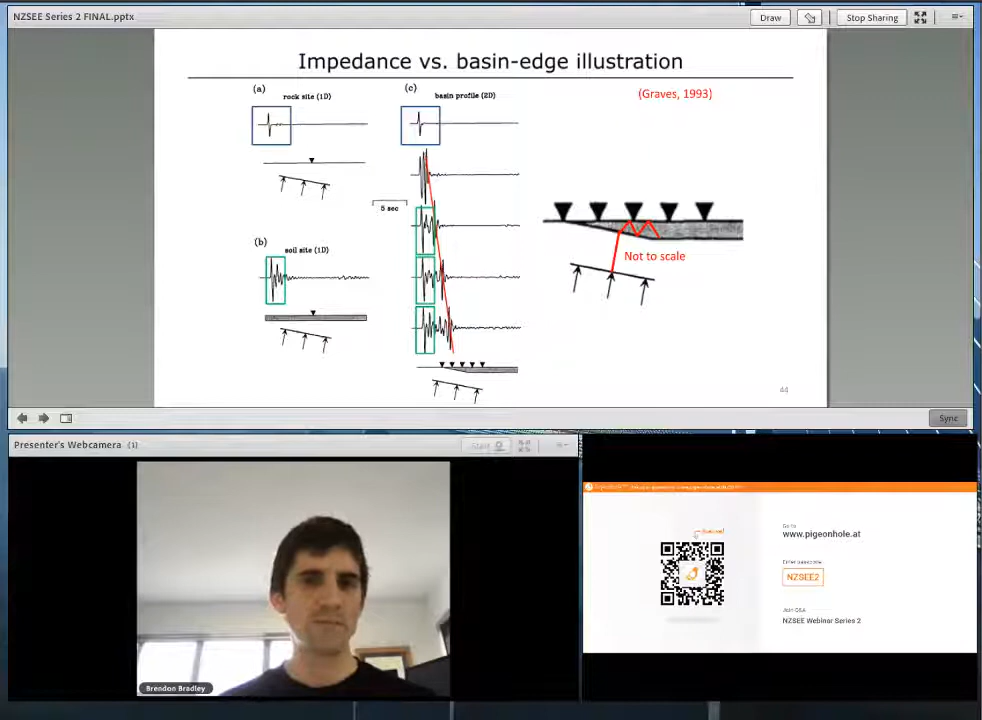 NZSEE Series 2 FINAL.pptx
Draw
Stop Sharing
Impedance vs. basin-edge illustration
(a)
rock site (1D)
(c)
basin profile (2D)
(Graves, 1993)
5 sec
(b)
soil site (1D)
Not to scale
44
Sync
Presenter's Webcamera (1)
Start
Brendon Bradley
Go to
www.pigeonhole.at
Enter passcode
NZSEE2
Join Q&A
NZSEE Webinar Series 2